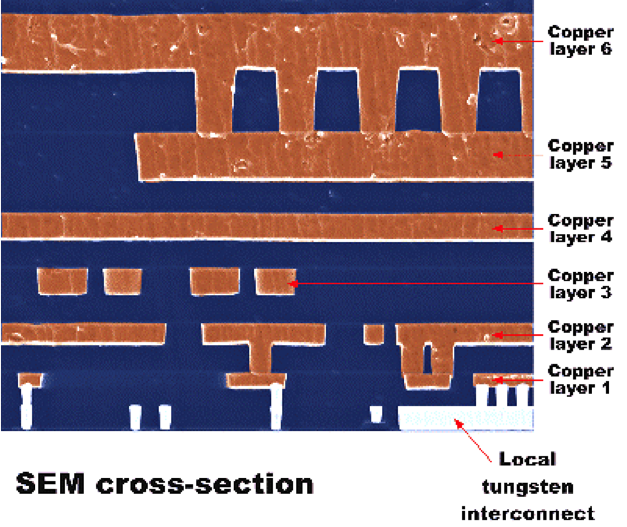 Copper
layer 6
Copper
layer 5
Copper
layer 4
Copper
layer 3
Copper
layer 2
Copper
layer 1
SEM cross-section
Local
tungsten
interconnect